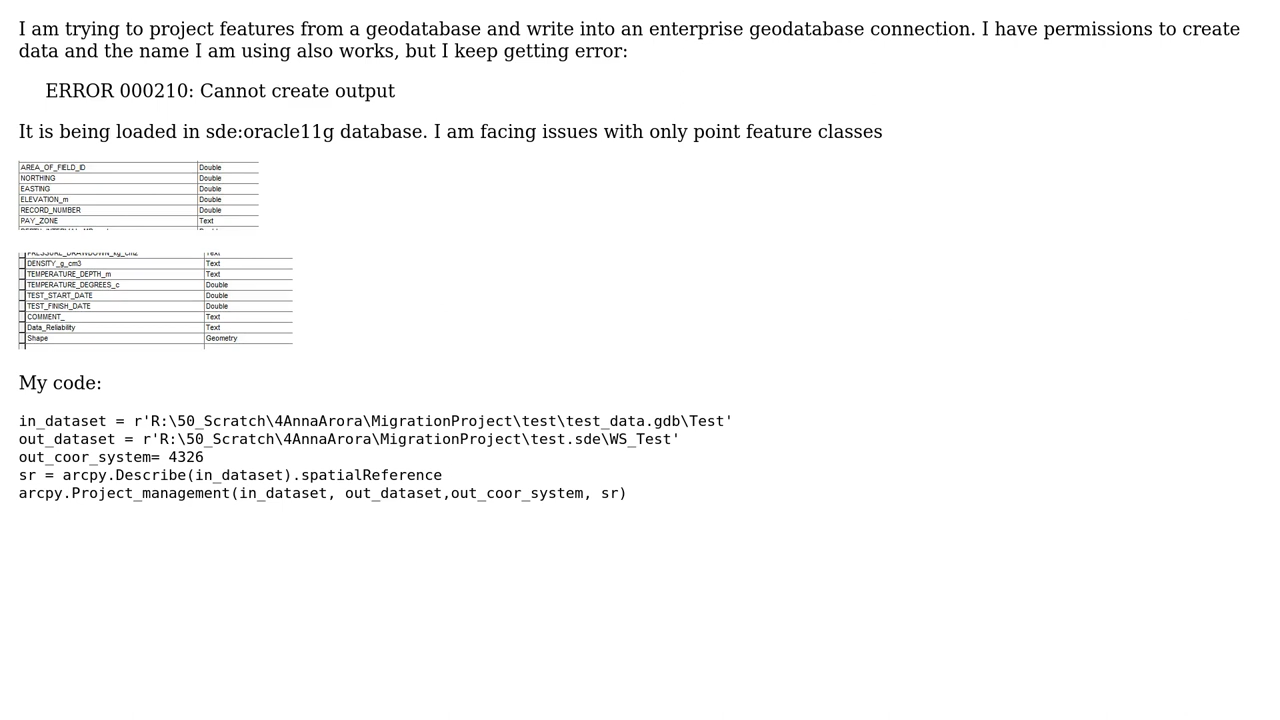 I am trying to project features from a geodatabase and write into an enterprise geodatabase connection. I have permissions to create
data and the name I am using also works, but I keep getting error:
ERROR 000210: Cannot create output
It is being loaded in sde:oracle11g database. I am facing issues with only point feature classes
AREA_OF_FIELD_ID Double
NORTHING Double
EASTING Double
ELEVATION_m Double
RECORD_NUMBER Double
PAY_ZONE Text
DENSITY_g_cm3 Text
TEMPERATURE_DEPTH_m Text
TEMPERATURE_DEGREES_c Double
TEST_START_DATE Double
TEST_FINISH_DATE Double
COMMENT_ Text
Data_Reliability Text
Shape Geometry
My code:
in_dataset = r'R:\50_Scratch\4AnnaArora\MigrationProject\test\test_data.gdb\Test'
out_dataset = r'R:\50_Scratch\4AnnaArora\MigrationProject\test.sde\WS_Test'
out_coor_system= 4326
sr = arcpy.Describe(in_dataset).spatialReference
arcpy.Project_management(in_dataset, out_dataset,out_coor_system, sr)